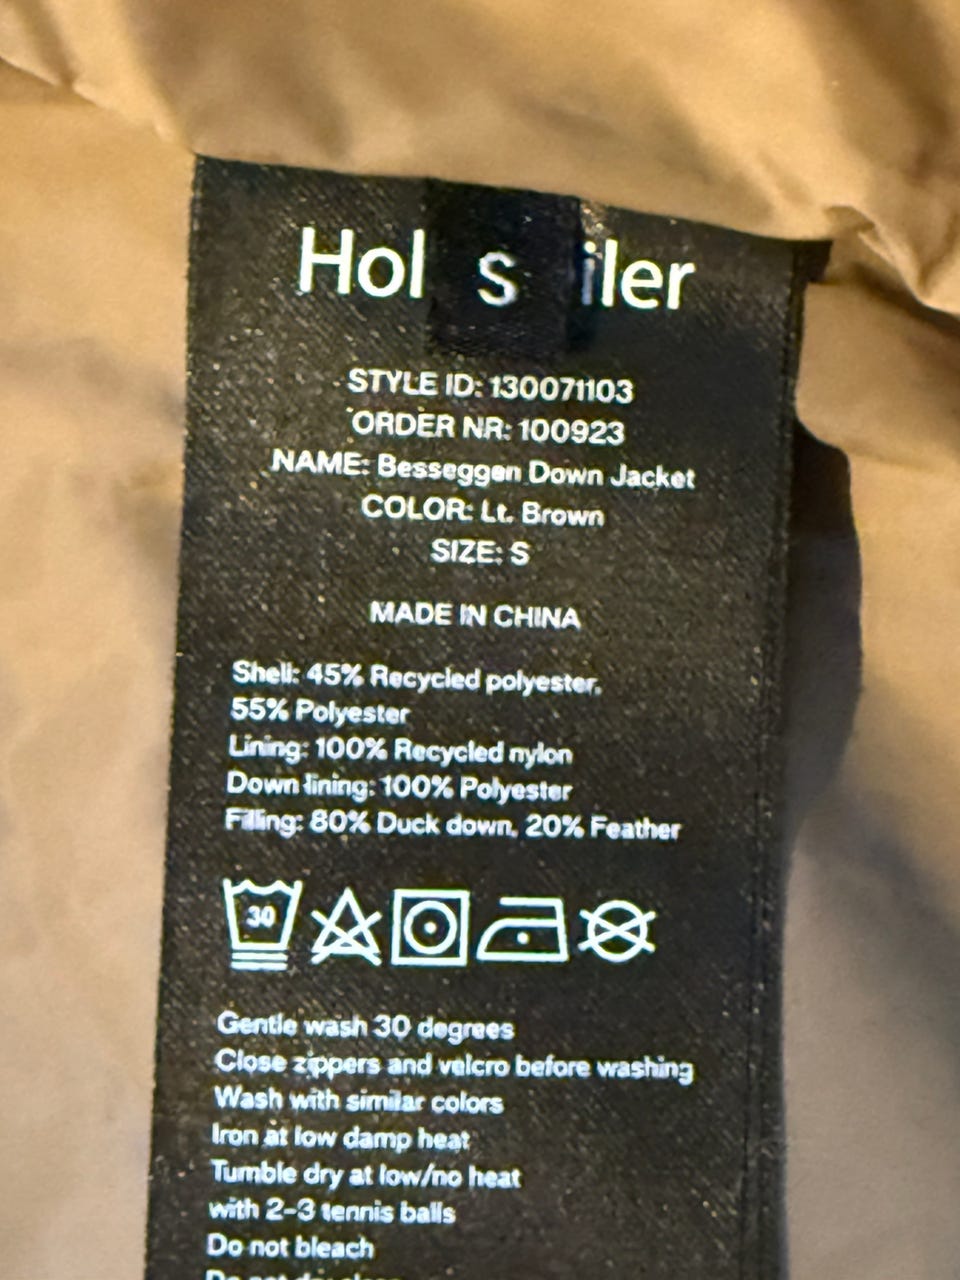 Hol s iler
STYLE ID: 130071103
ORDER NR: 100923
NAME: Besseggen Down Jacket
COLOR: Lt. Brown
SIZE: S
MADE IN CHINA
Shell: 45% Recycled polyester,
55% Polyester
Lining: 100% Recycled nylon
Down lining: 100% Polyester
Filling: 80% Duck down, 20% Feather
30
Gentle wash 30 degrees
Close zippers and velcro before washing
Wash with similar colors
Iron at low damp heat
Tumble dry at low/no heat
with 2-3 tennis balls
Do not bleach